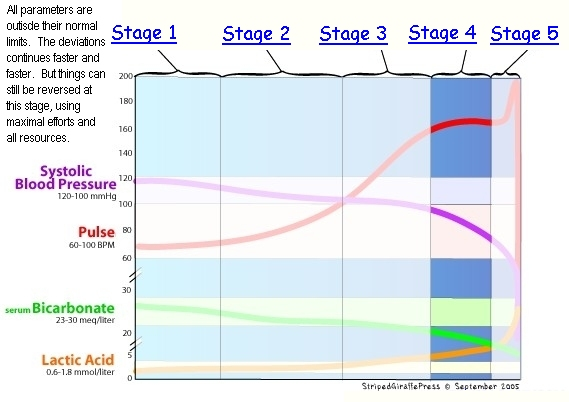 All parameters are
outisde their normal
limits.  The deviations
continues faster and
faster.  But things can
still be reversed at
this stage, using
maximal efforts and
all resources.
Stage 1
Stage 2
Stage 3
Stage 4
Stage 5
200
180
160
140
120
100
80
60
30
20
5
0
Systolic
Blood Pressure
120-100 mmHg
Pulse
60-100 BPM
serum Bicarbonate
23-30 meq/liter
Lactic Acid
0.6-1.8 mmol/liter
StripedGiraffePress © September 2005